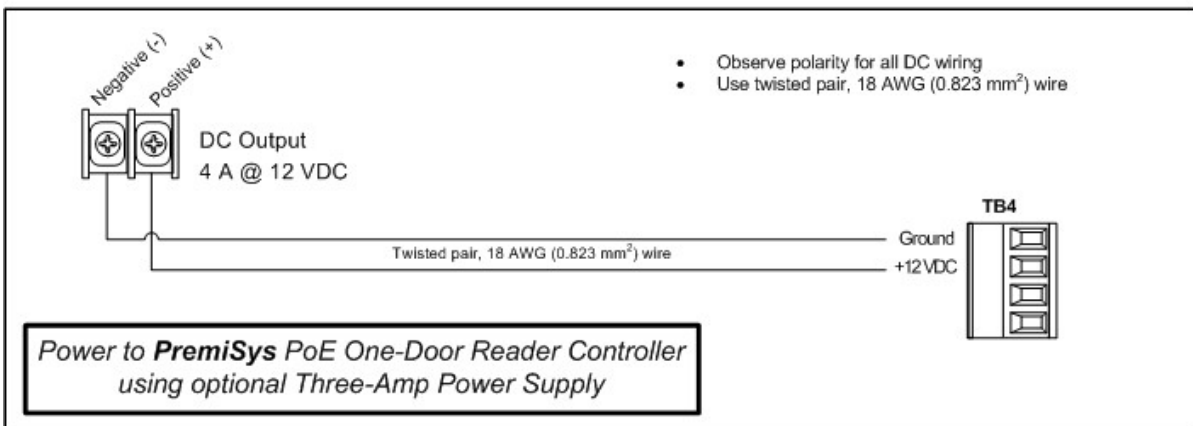 Negative (-)
Positive (+)
DC Output
4 A @ 12 VDC
• Observe polarity for all DC wiring
• Use twisted pair, 18 AWG (0.823 mm²) wire
TB4
Ground
Twisted pair, 18 AWG (0.823 mm²) wire
+12 VDC
Power to PremiSys PoE One-Door Reader Controller
using optional Three-Amp Power Supply